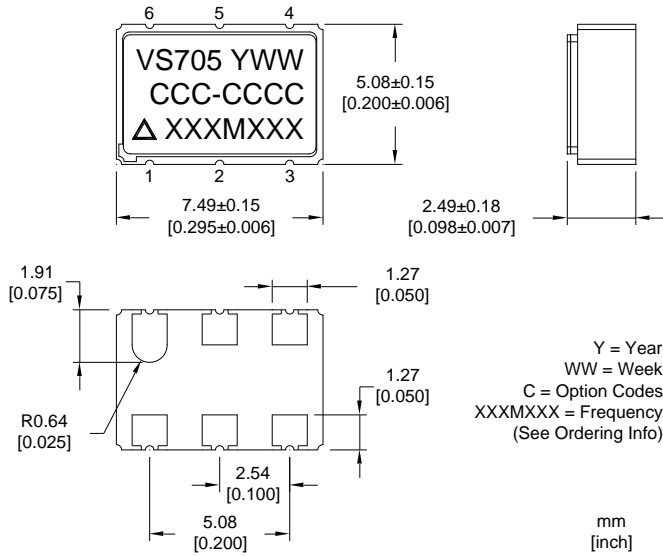 6 5 4
VS705 YWW
CCC-CCCC
△ XXXMXXX
1 2 3
5.08±0.15
[0.200±0.006]
7.49±0.15
[0.295±0.006]
2.49±0.18
[0.098±0.007]
1.91
[0.075]
1.27
[0.050]
R0.64
[0.025]
1.27
[0.050]
2.54
[0.100]
5.08
[0.200]
Y = Year
WW = Week
C = Option Codes
XXXMXXX = Frequency
(See Ordering Info)
mm
[inch]